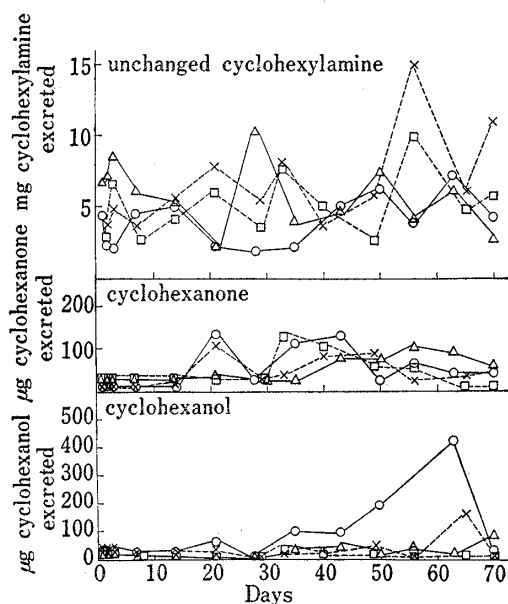 unchanged cyclohexylamine
mg cyclohexylamine
excreted
15
10
5
cyclohexanone
µg cyclohexanone
excreted
200
100
cyclohexanol
µg cyclohexanol
excreted
500
400
300
200
100
0
0 10 20 30 40 50 60 70
Days